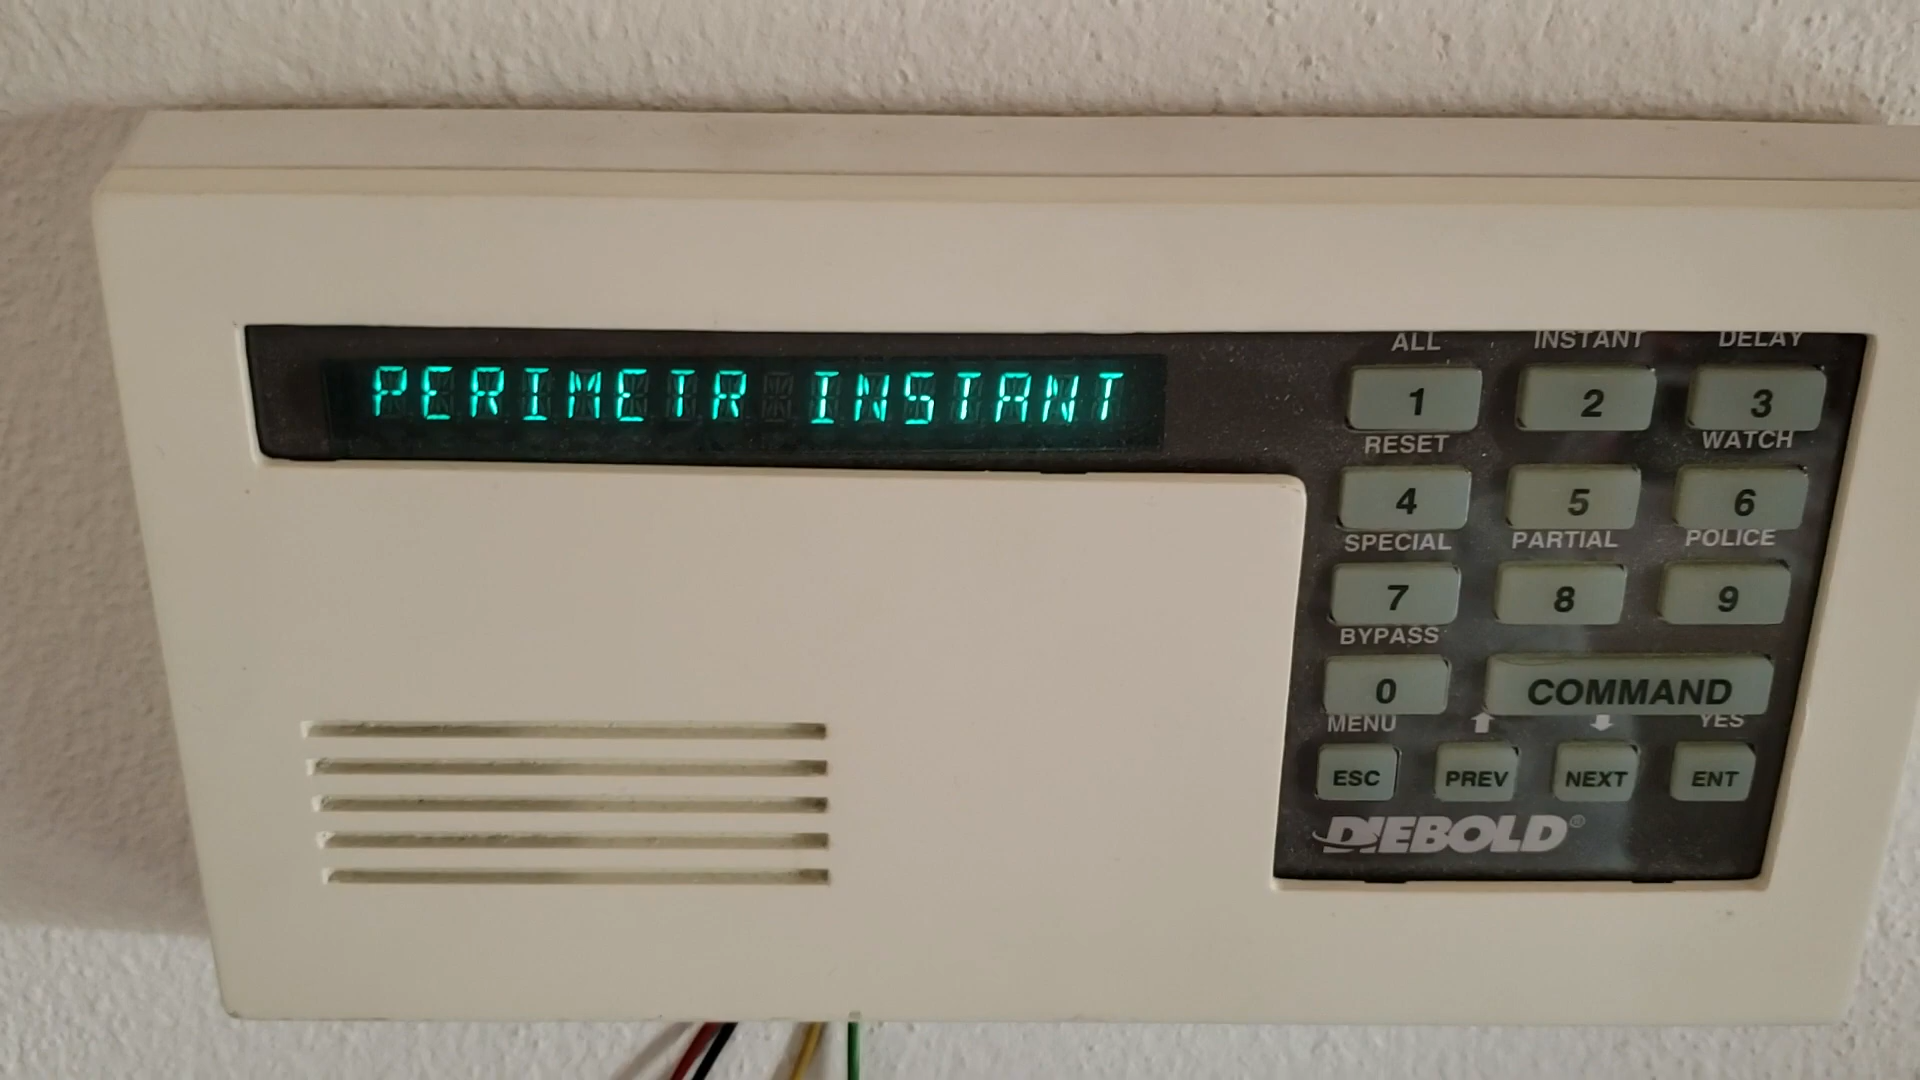 PERIMETR INSTANT
ALL INSTANT DELAY
1 2 3
RESET WATCH
4 5 6
SPECIAL PARTIAL POLICE
7 8 9
BYPASS
0 COMMAND
MENU ⬆ ⬇ YES
ESC PREV NEXT ENT
DIEBOLD®